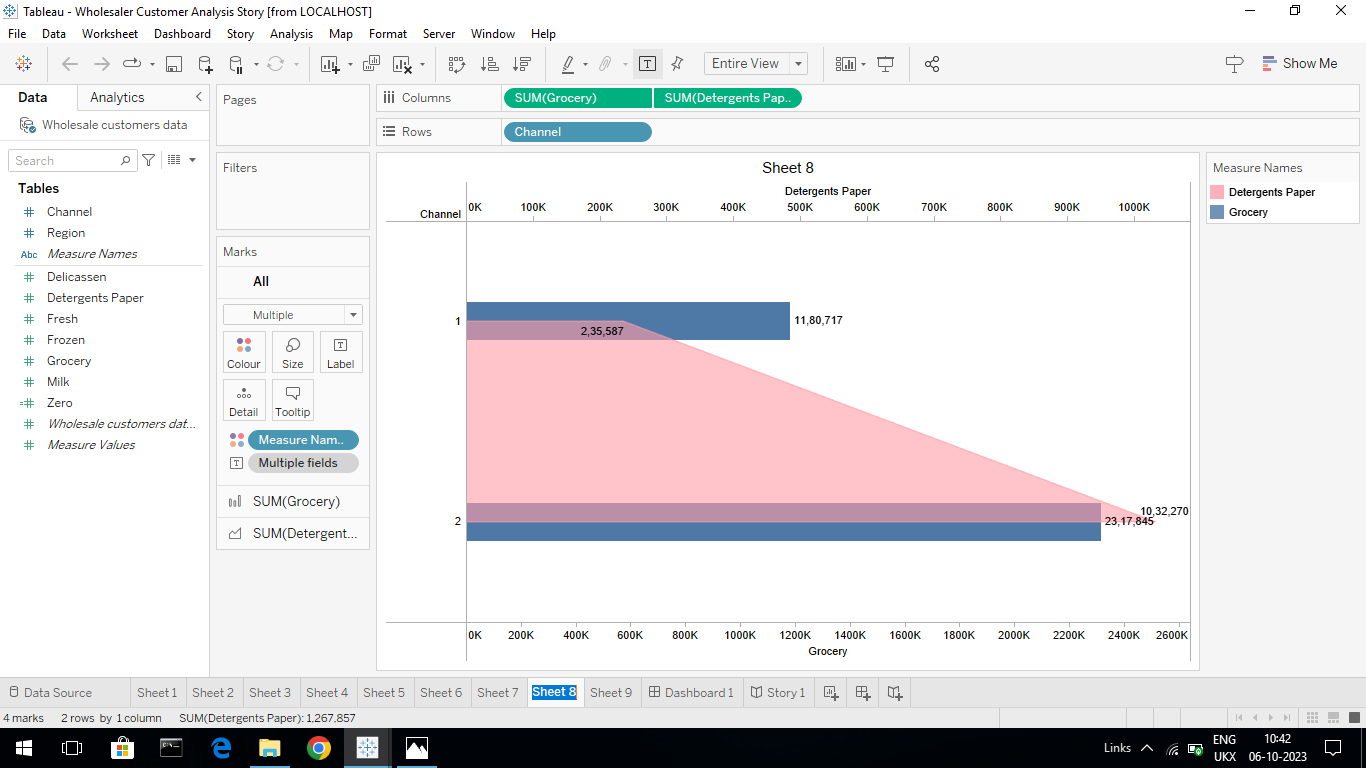 Tableau - Wholesaler Customer Analysis Story [from LOCALHOST]
File Data Worksheet Dashboard Story Analysis Map Format Server Window Help
Entire View
Show Me
Data Analytics
Wholesale customers data
Search
Tables
Channel
Region
Abc Measure Names
Delicassen
Detergents Paper
Fresh
Frozen
Grocery
Milk
Zero
Wholesale customers dat...
Measure Values
Pages
Filters
Marks
All
Multiple
Colour Size Label
Detail Tooltip
Measure Nam..
Multiple fields
SUM(Grocery)
SUM(Detergent...
Columns SUM(Grocery) SUM(Detergents Pap..
Rows Channel
Sheet 8
Detergents Paper
Channel 0K 100K 200K 300K 400K 500K 600K 700K 800K 900K 1000K
1 2,35,587 11,80,717
10,32,270
2 23,17,845
0K 200K 400K 600K 800K 1000K 1200K 1400K 1600K 1800K 2000K 2200K 2400K 2600K
Grocery
Measure Names
Detergents Paper
Grocery
Data Source Sheet 1 Sheet 2 Sheet 3 Sheet 4 Sheet 5 Sheet 6 Sheet 7 Sheet 8 Sheet 9 Dashboard 1 Story 1
4 marks 2 rows by 1 column SUM(Detergents Paper): 1,267,857
Links ENG 10:42
UKX 06-10-2023